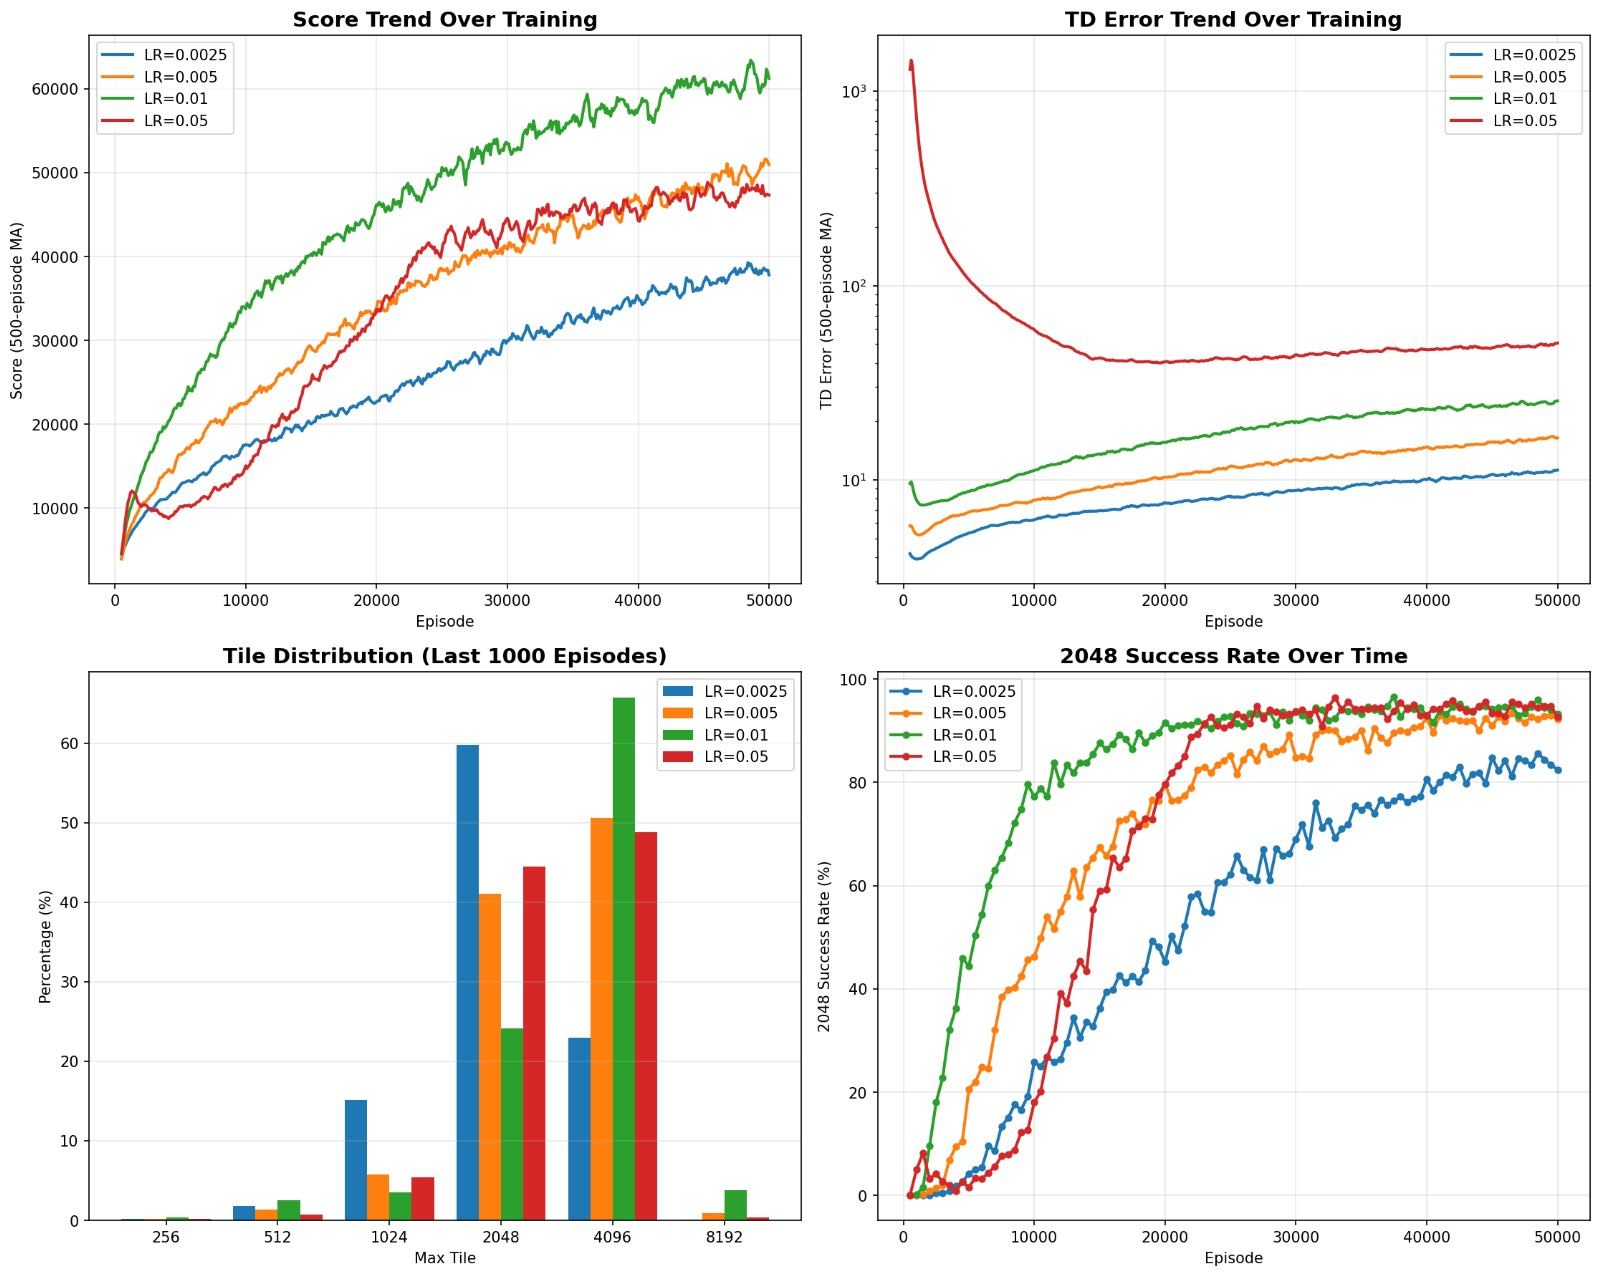 Score Trend Over Training
LR=0.0025
LR=0.005
LR=0.01
LR=0.05
60000
50000
40000
30000
20000
10000
Score (500-episode MA)
0 10000 20000 30000 40000 50000
Episode
TD Error Trend Over Training
LR=0.0025
LR=0.005
LR=0.01
LR=0.05
10³
10²
10¹
TD Error (500-episode MA)
0 10000 20000 30000 40000 50000
Episode
Tile Distribution (Last 1000 Episodes)
LR=0.0025
LR=0.005
LR=0.01
LR=0.05
60
50
40
30
20
10
0
Percentage (%)
256 512 1024 2048 4096 8192
Max Tile
2048 Success Rate Over Time
LR=0.0025
LR=0.005
LR=0.01
LR=0.05
100
80
60
40
20
0
2048 Success Rate (%)
0 10000 20000 30000 40000 50000
Episode